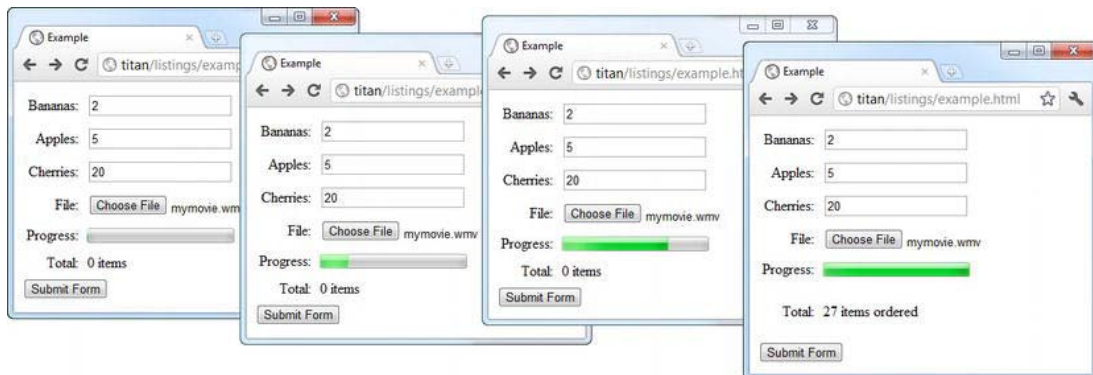 Example
titan/listings/examp
Bananas: 2
Apples: 5
Cherries: 20
File: Choose File mymovie.wm
Progress:
Total: 0 items
Submit Form
Example
titan/listings/example
Bananas: 2
Apples: 5
Cherries: 20
File: Choose File mymovie.wmv
Progress:
Total: 0 items
Submit Form
Example
titan/listings/example.ht
Bananas: 2
Apples: 5
Cherries: 20
File: Choose File mymovie.wmv
Progress:
Total: 0 items
Submit Form
Example
titan/listings/example.html
Bananas: 2
Apples: 5
Cherries: 20
File: Choose File mymovie.wmv
Progress:
Total: 27 items ordered
Submit Form